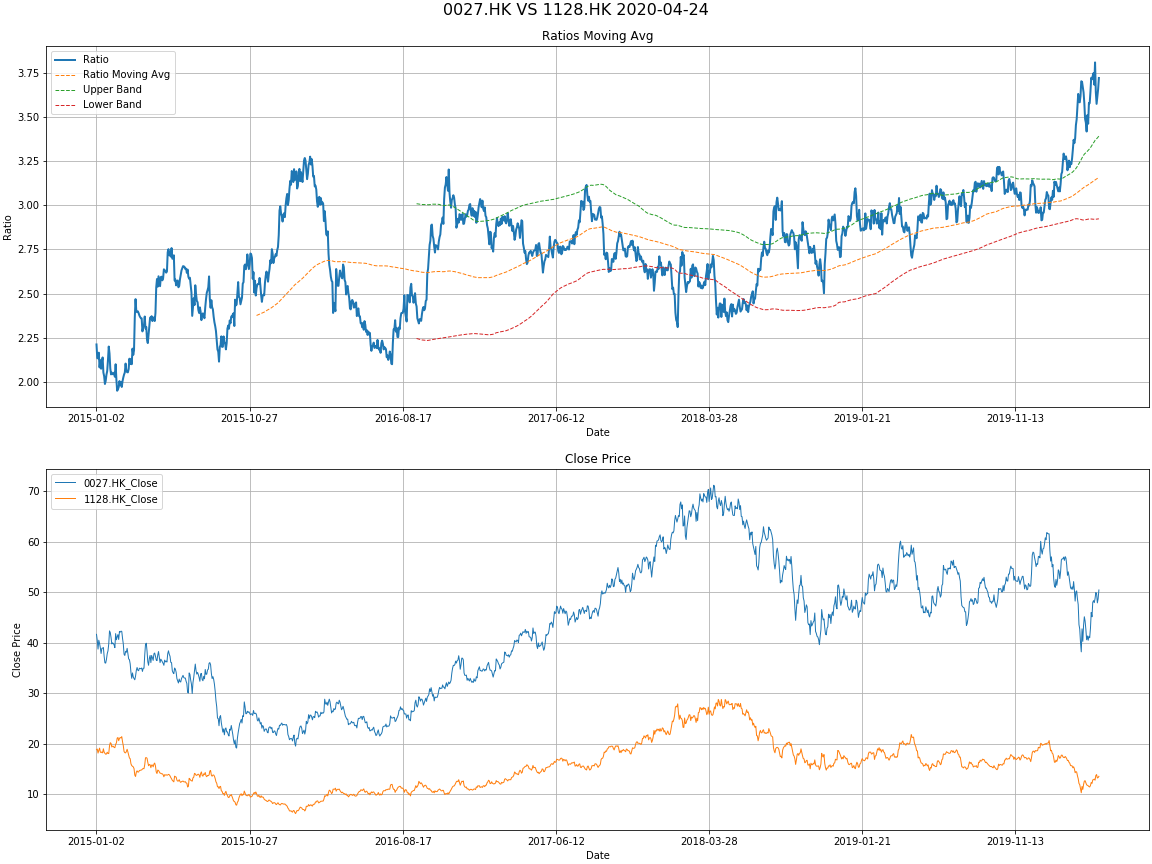 0027.HK VS 1128.HK 2020-04-24
Ratios Moving Avg
Ratio
Ratio Moving Avg
Upper Band
Lower Band
3.75
3.50
3.25
3.00
2.75
2.50
2.25
2.00
Ratio
2015-01-02 2015-10-27 2016-08-17 2017-06-12 2018-03-28 2019-01-21 2019-11-13
Date
Close Price
0027.HK_Close
1128.HK_Close
70
60
50
40
30
20
10
Close Price
2015-01-02 2015-10-27 2016-08-17 2017-06-12 2018-03-28 2019-01-21 2019-11-13
Date